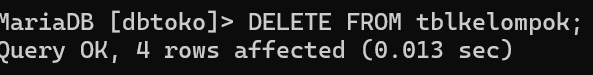 MariaDB [dbtoko]> DELETE FROM tblkelompok;
Query OK, 4 rows affected (0.013 sec)